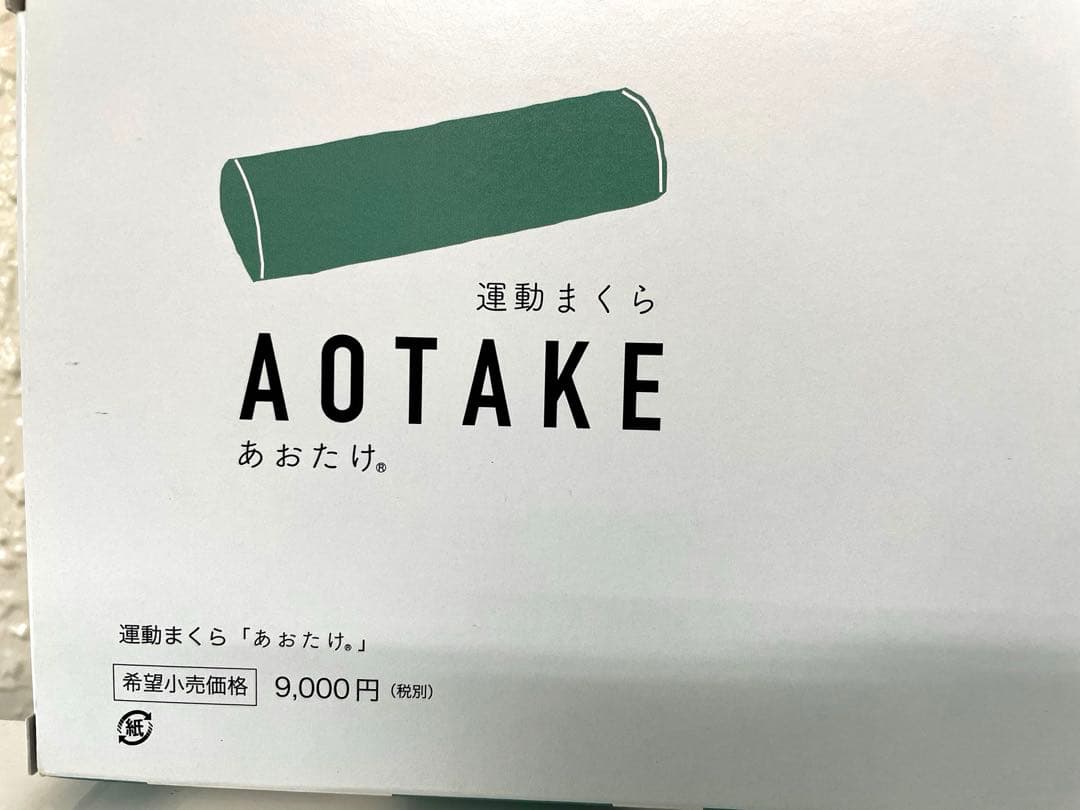 運動まくら
AOTAKE
あおたけ®
運動まくら「あおたけ®」
希望小売価格 9,000円（税別）
紙